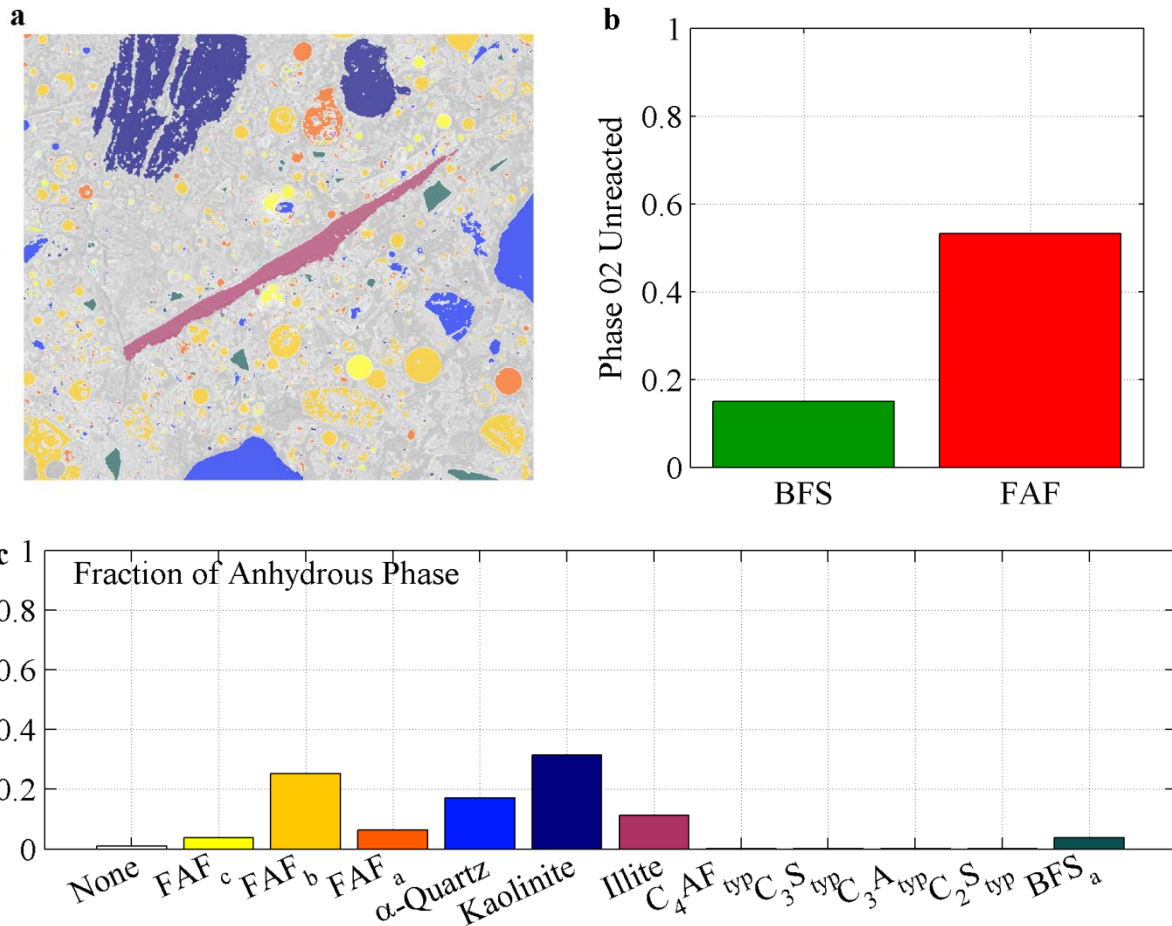 a
b
1
0.8
0.6
0.4
0.2
0
Phase 02 Unreacted
BFS FAF
c
Fraction of Anhydrous Phase
1
0.8
0.6
0.4
0.2
0
None FAF c FAF b FAF a α-Quartz Kaolinite Illite C4AF typ C3S typ C3A typ C2S typ BFS a